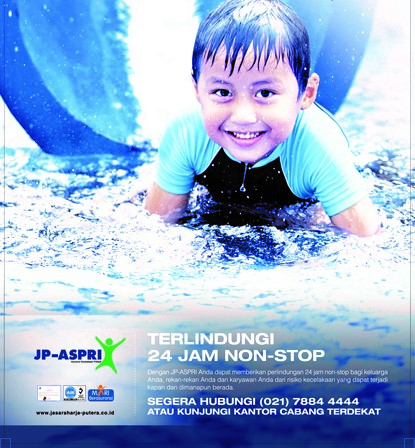 TERLINDUNGI
24 JAM NON-STOP
Dengan JP-ASPRI Anda dapat memberikan perlindungan 24 jam non-stop bagi keluarga
Anda, rekan-rekan Anda dan karyawan Anda dari risiko kecelakaan yang dapat terjadi
kapan dan dimanapun berada.
SEGERA HUBUNGI (021) 7884 4444
ATAU KUNJUNGI KANTOR CABANG TERDEKAT
JP-ASPRI
MARI
Berasuransi
www.jasaraharja-putera.co.id